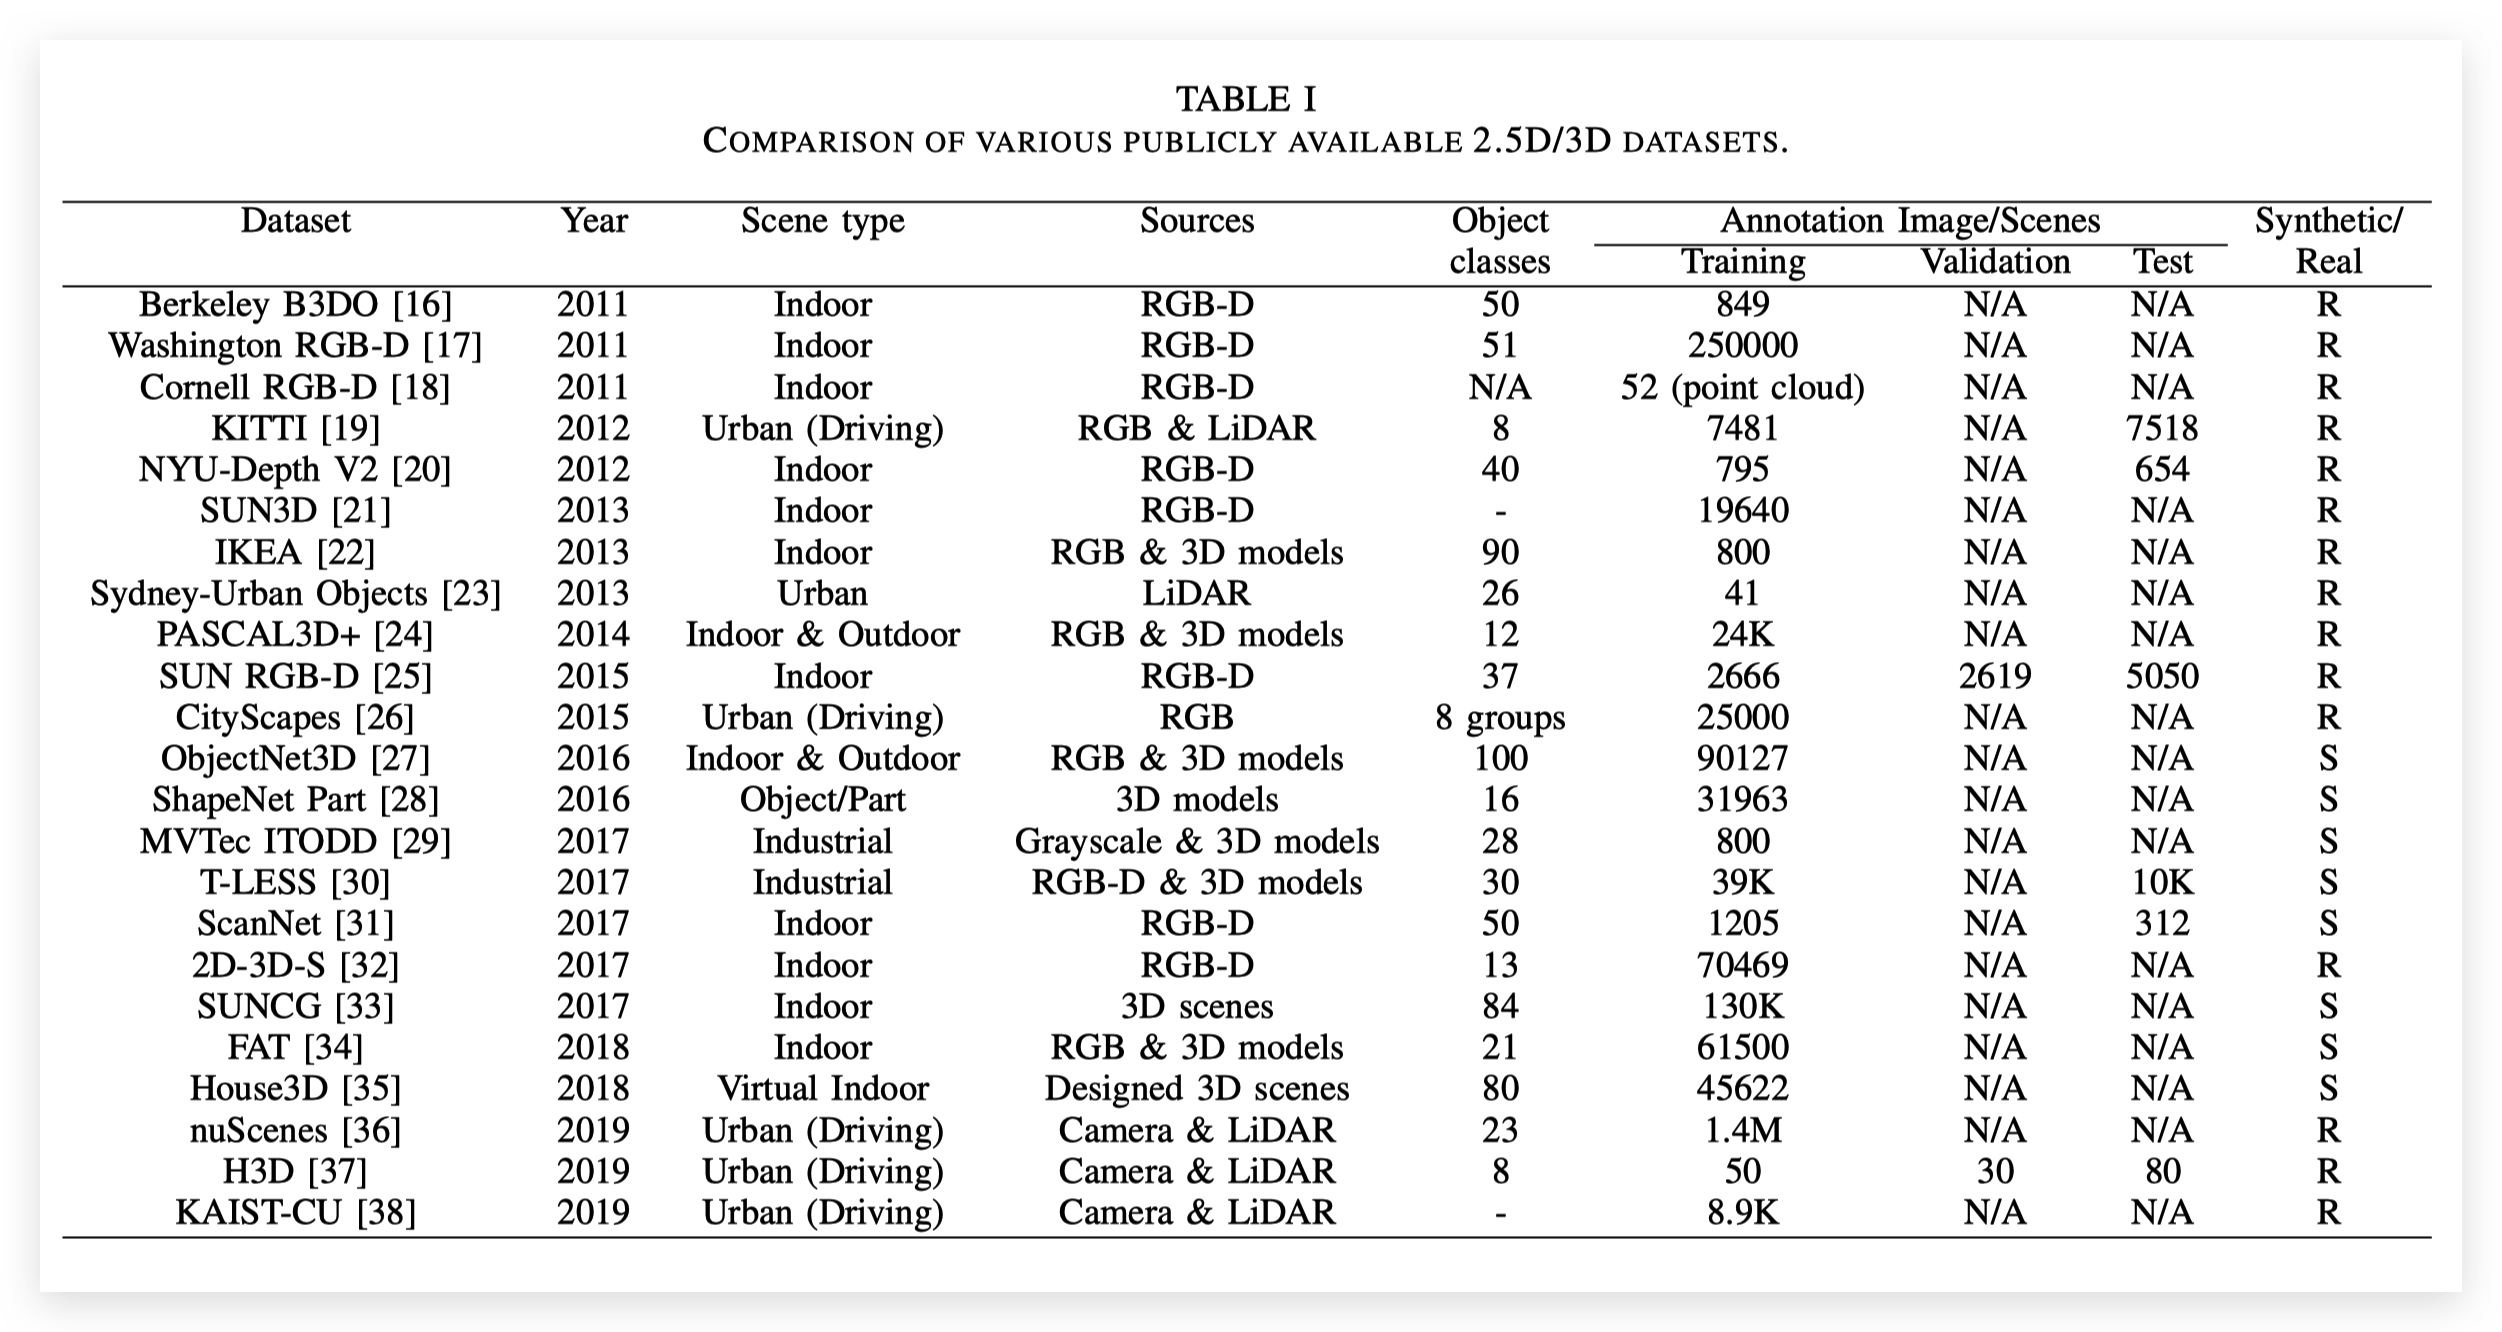 TABLE I
COMPARISON OF VARIOUS PUBLICLY AVAILABLE 2.5D/3D DATASETS.
Dataset Year Scene type Sources Object Annotation Image/Scenes Synthetic/
classes Training Validation Test Real
Berkeley B3DO [16] 2011 Indoor RGB-D 50 849 N/A N/A R
Washington RGB-D [17] 2011 Indoor RGB-D 51 250000 N/A N/A R
Cornell RGB-D [18] 2011 Indoor RGB-D N/A 52 (point cloud) N/A N/A R
KITTI [19] 2012 Urban (Driving) RGB & LiDAR 8 7481 N/A 7518 R
NYU-Depth V2 [20] 2012 Indoor RGB-D 40 795 N/A 654 R
SUN3D [21] 2013 Indoor RGB-D - 19640 N/A N/A R
IKEA [22] 2013 Indoor RGB & 3D models 90 800 N/A N/A R
Sydney-Urban Objects [23] 2013 Urban LiDAR 26 41 N/A N/A R
PASCAL3D+ [24] 2014 Indoor & Outdoor RGB & 3D models 12 24K N/A N/A R
SUN RGB-D [25] 2015 Indoor RGB-D 37 2666 2619 5050 R
CityScapes [26] 2015 Urban (Driving) RGB 8 groups 25000 N/A N/A R
ObjectNet3D [27] 2016 Indoor & Outdoor RGB & 3D models 100 90127 N/A N/A S
ShapeNet Part [28] 2016 Object/Part 3D models 16 31963 N/A N/A S
MVTec ITODD [29] 2017 Industrial Grayscale & 3D models 28 800 N/A N/A S
T-LESS [30] 2017 Industrial RGB-D & 3D models 30 39K N/A 10K S
ScanNet [31] 2017 Indoor RGB-D 50 1205 N/A 312 S
2D-3D-S [32] 2017 Indoor RGB-D 13 70469 N/A N/A R
SUNCG [33] 2017 Indoor 3D scenes 84 130K N/A N/A S
FAT [34] 2018 Indoor RGB & 3D models 21 61500 N/A N/A S
House3D [35] 2018 Virtual Indoor Designed 3D scenes 80 45622 N/A N/A S
nuScenes [36] 2019 Urban (Driving) Camera & LiDAR 23 1.4M N/A N/A R
H3D [37] 2019 Urban (Driving) Camera & LiDAR 8 50 30 80 R
KAIST-CU [38] 2019 Urban (Driving) Camera & LiDAR - 8.9K N/A N/A R